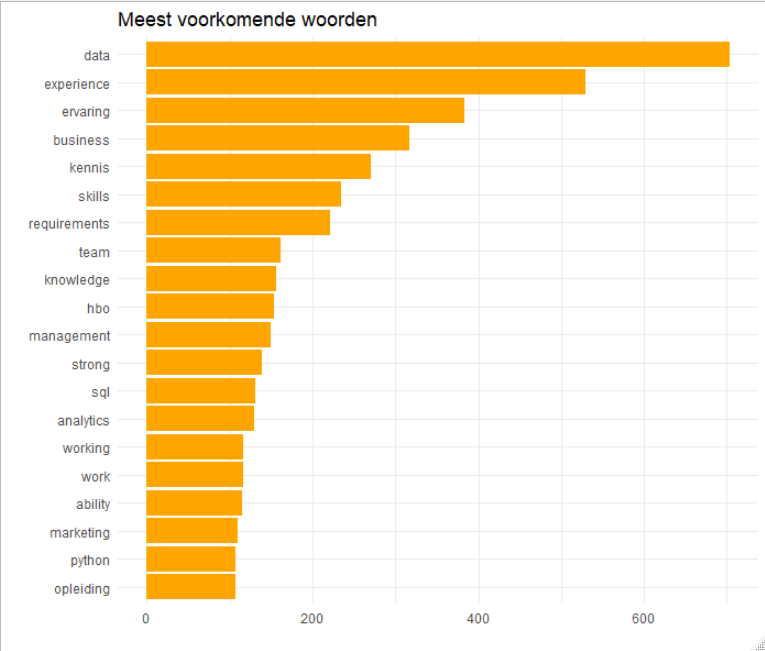 Meest voorkomende woorden
data
experience
ervaring
business
kennis
skills
requirements
team
knowledge
hbo
management
strong
sql
analytics
working
work
ability
marketing
python
opleiding
0 200 400 600